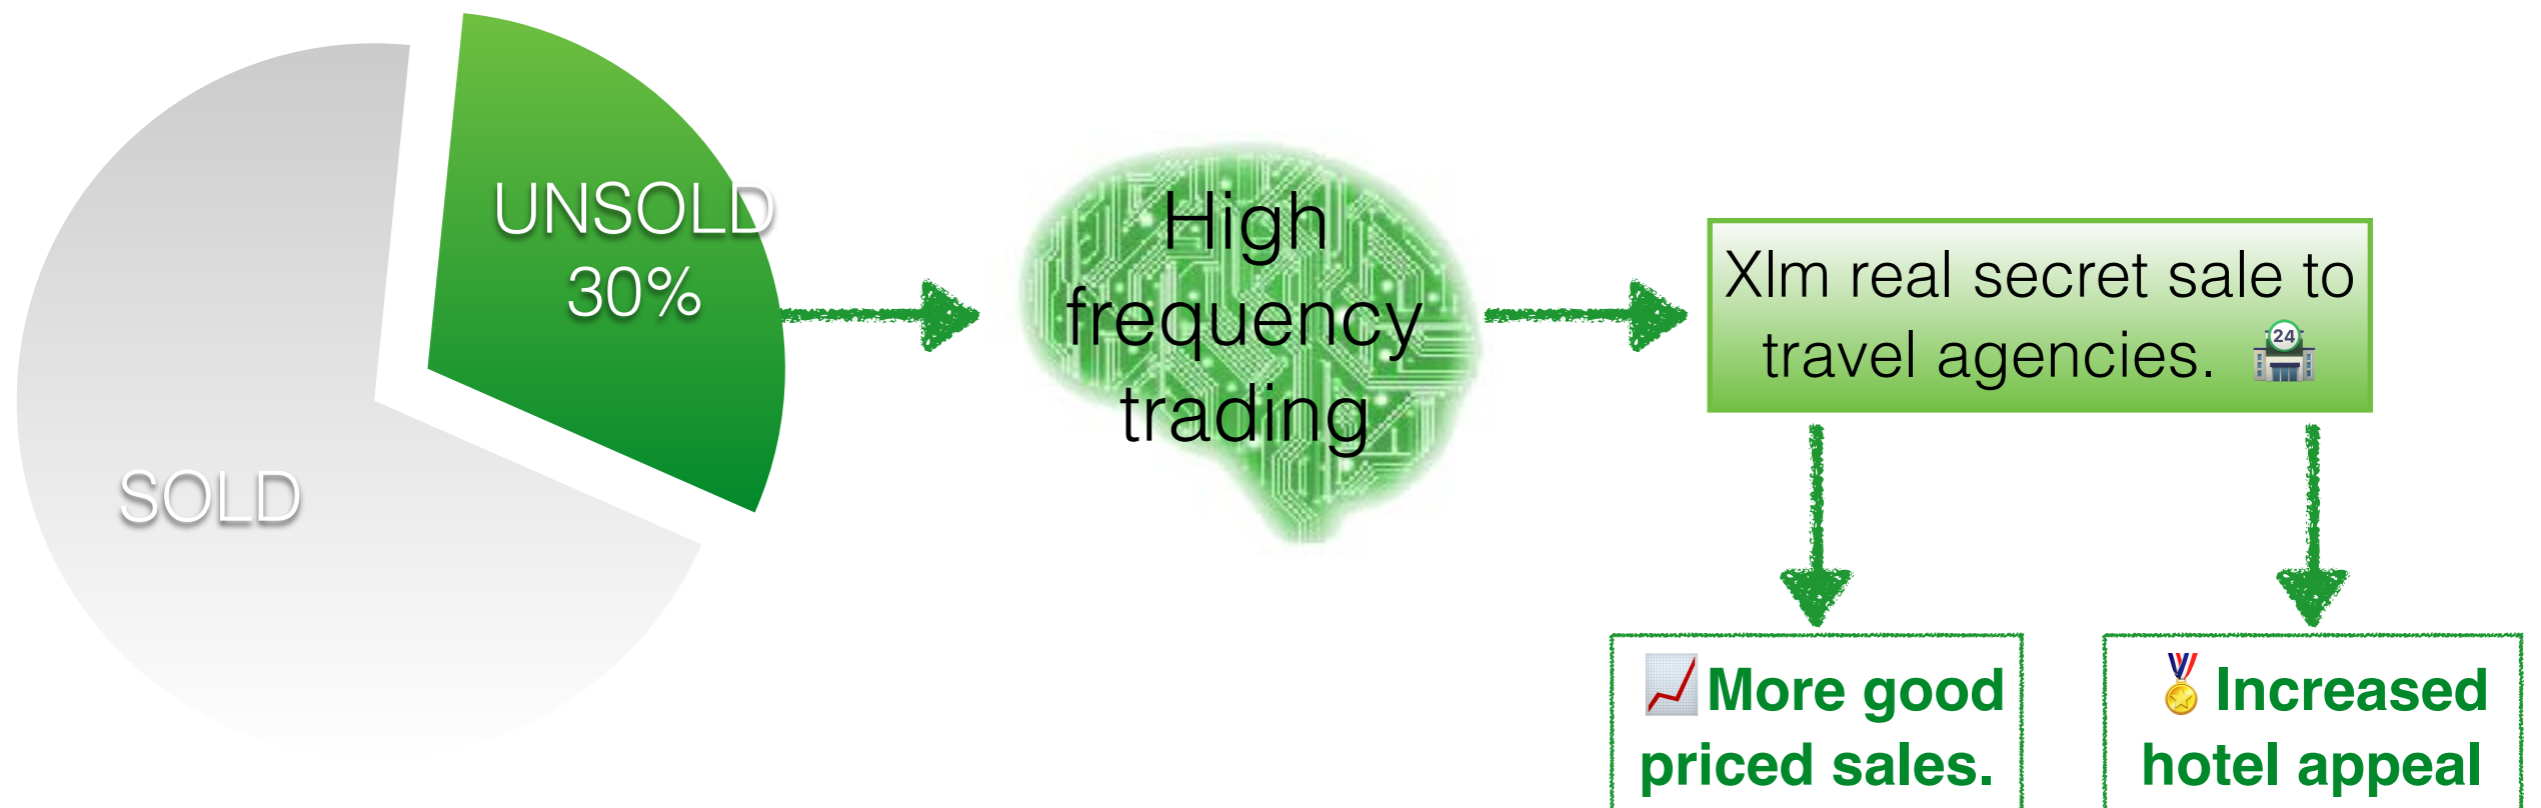 UNSOLD
30%
SOLD
High
frequency
trading
Xlm real secret sale to
travel agencies.
24
More good
priced sales.
Increased
hotel appeal